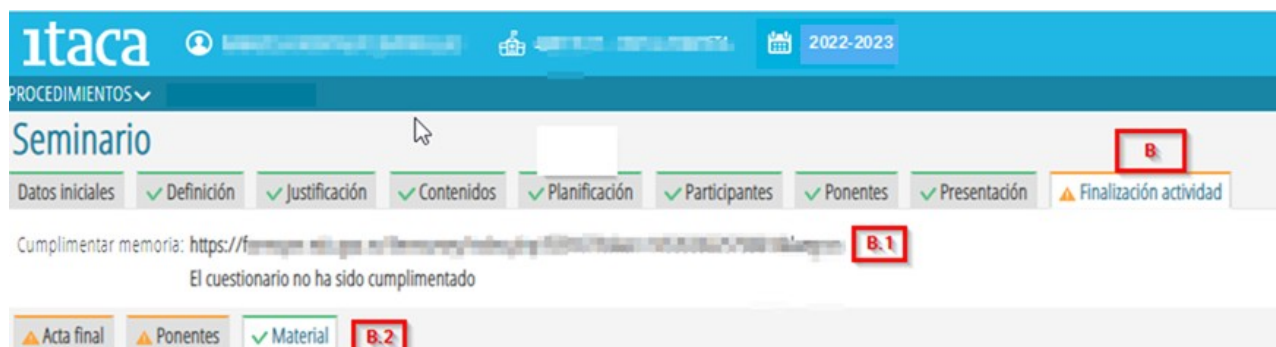 itaca 2022-2023
PROCEDIMIENTOS
Seminario
B
Datos iniciales Definición Justificación Contenidos Planificación Participantes Ponentes Presentación Finalización actividad
Cumplimentar memoria: https://f B.1
El cuestionario no ha sido cumplimentado
Acta final Ponentes Material B.2